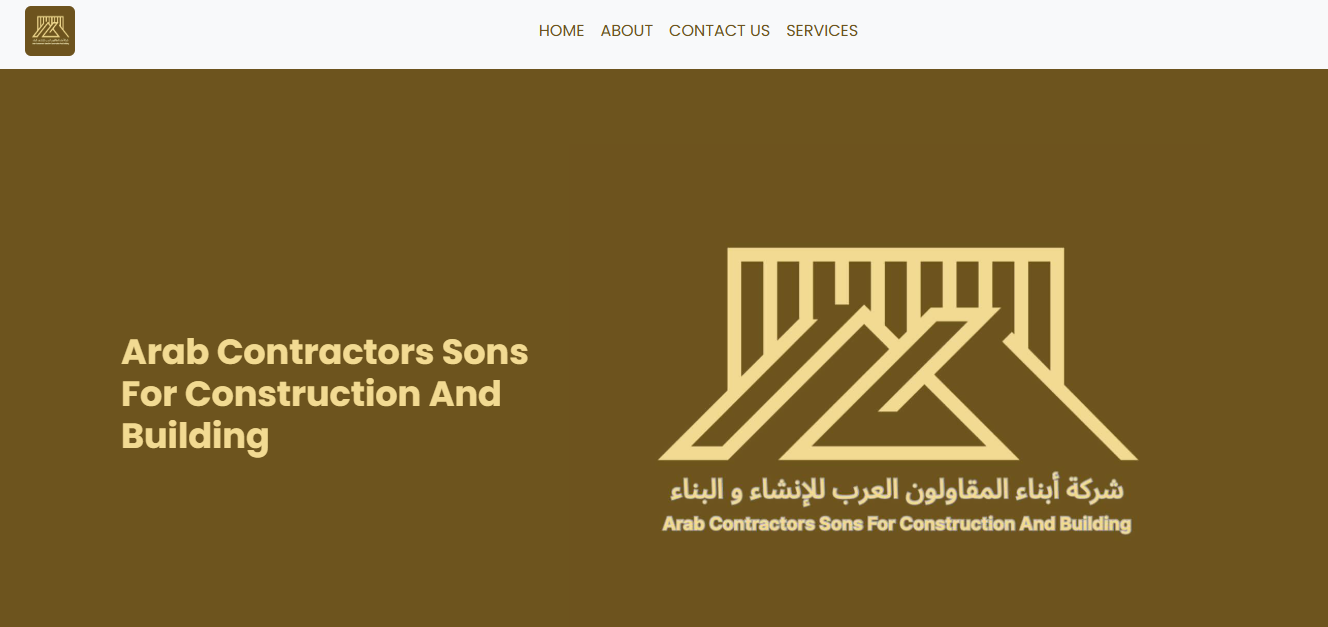 HOME ABOUT CONTACT US SERVICES
Arab Contractors Sons
For Construction And
Building
شركة أبناء المقاولون العرب للإنشاء و البناء
Arab Contractors Sons For Construction And Building